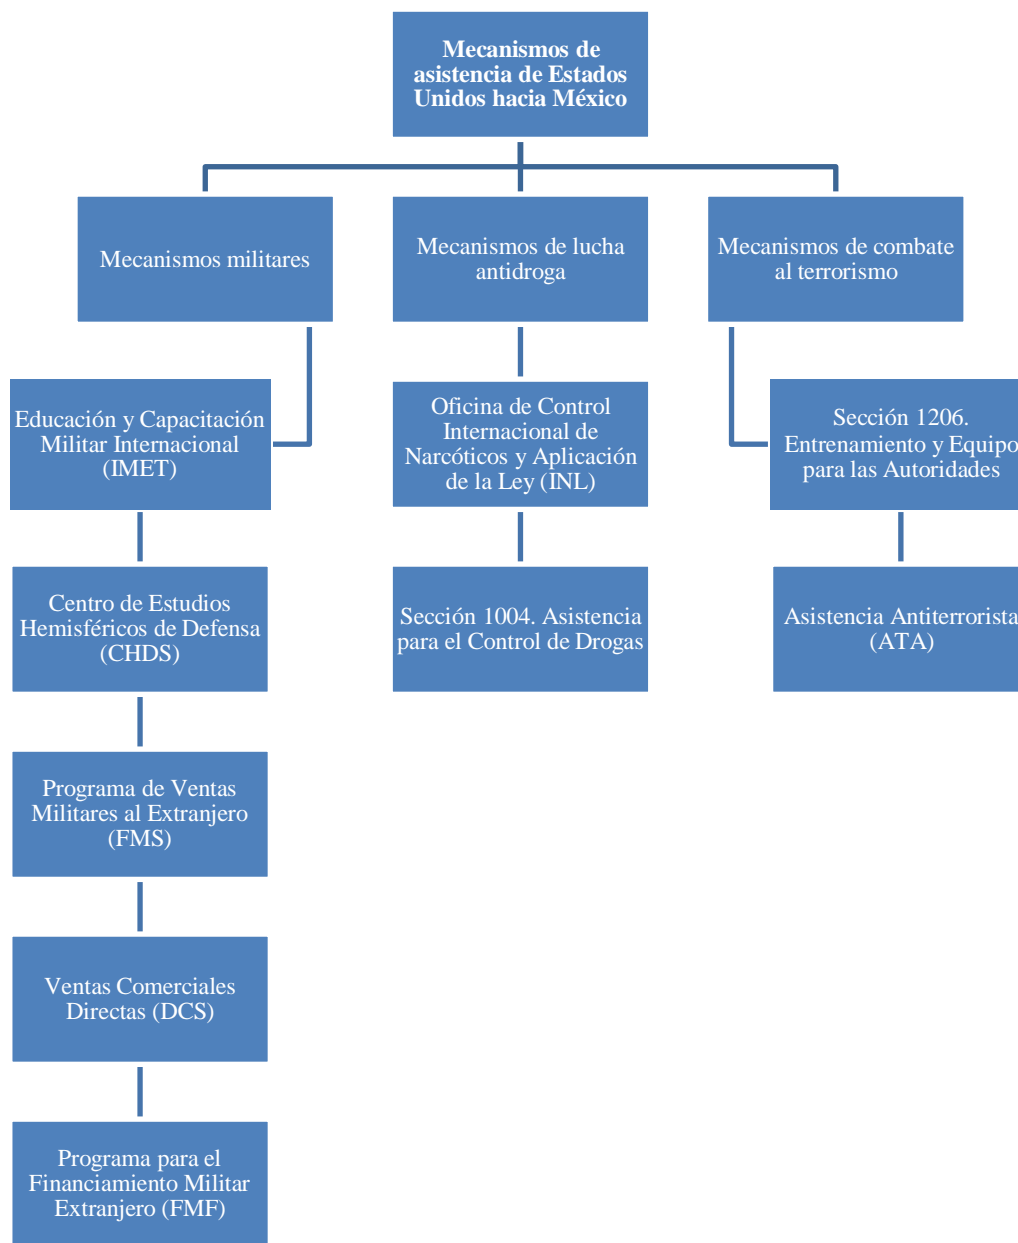 Mecanismos de
asistencia de Estados
Unidos hacia México
Mecanismos militares
Mecanismos de lucha
antidroga
Mecanismos de combate
al terrorismo
Educación y Capacitación
Militar Internacional
(IMET)
Oficina de Control
Internacional de
Narcóticos y Aplicación
de la Ley (INL)
Sección 1206.
Entrenamiento y Equipo
para las Autoridades
Centro de Estudios
Hemisféricos de Defensa
(CHDS)
Sección 1004. Asistencia
para el Control de Drogas
Asistencia Antiterrorista
(ATA)
Programa de Ventas
Militares al Extranjero
(FMS)
Ventas Comerciales
Directas (DCS)
Programa para el
Financiamiento Militar
Extranjero (FMF)